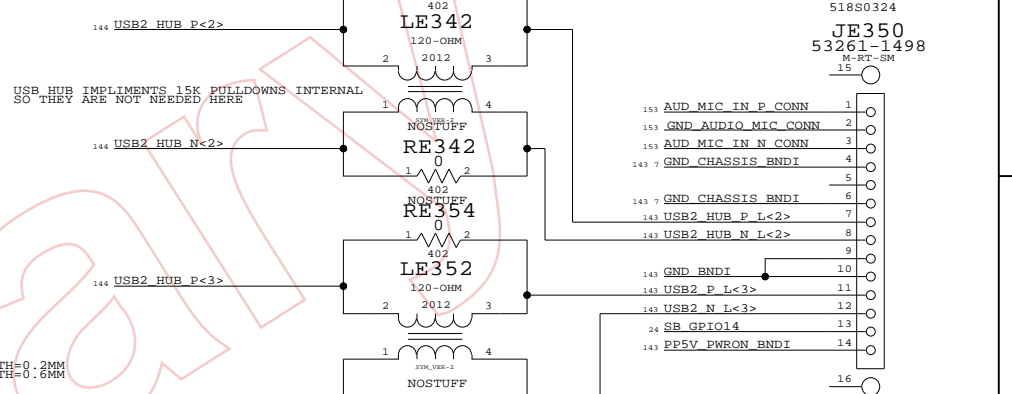 402
LE342
120-OHM
2 2012 3
144 USB2_HUB_P<2>
518S0324
JE350
53261-1498
M-RT-SM
15
USB HUB IMPLIMENTS 15K PULLDOWNS INTERNAL
SO THEY ARE NOT NEEDED HERE
1 4
SYM_VER-2
NOSTUFF
144 USB2_HUB_N<2>
RE342
0
1 2
402
NOSTUFF
RE354
0
1 2
402
LE352
144 USB2_HUB_P<3>
120-OHM
2 2012 3
1 4
SYM_VER-2
NOSTUFF
TH=0.2MM
TH=0.6MM
153 AUD_MIC_IN_P_CONN 1
153 GND_AUDIO_MIC_CONN 2
153 AUD_MIC_IN_N_CONN 3
143 7 GND_CHASSIS_BNDI 4
5
143 7 GND_CHASSIS_BNDI 6
143 USB2_HUB_P_L<2> 7
143 USB2_HUB_N_L<2> 8
9
143 GND_BNDI 10
143 USB2_P_L<3> 11
143 USB2_N_L<3> 12
24 SB_GPIO14 13
143 PP5V_PWRON_BNDI 14
16
ary